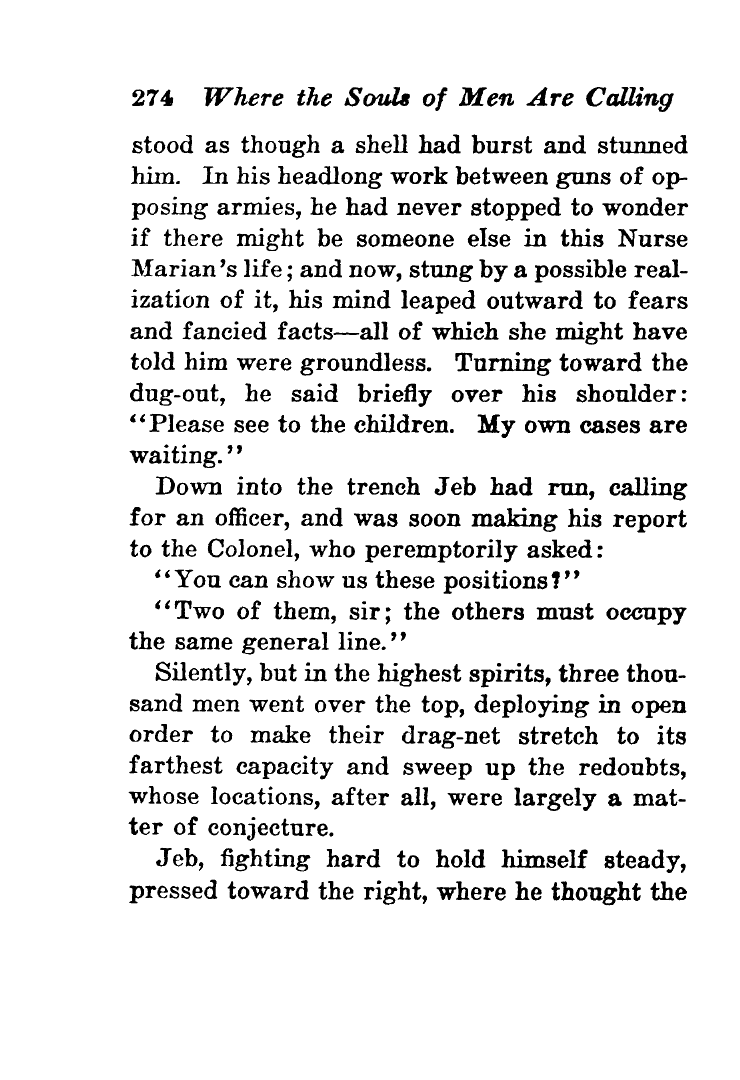 274 Where the Souls of Men Are Calling
stood as though a shell had burst and stunned
him. In his headlong work between guns of op-
posing armies, he had never stopped to wonder
if there might be someone else in this Nurse
Marian's life; and now, stung by a possible real-
ization of it, his mind leaped outward to fears
and fancied facts—all of which she might have
told him were groundless. Turning toward the
dug-out, he said briefly over his shoulder:
“Please see to the children. My own cases are
waiting.”
Down into the trench Jeb had run, calling
for an officer, and was soon making his report
to the Colonel, who peremptorily asked:
“You can show us these positions?”
“Two of them, sir; the others must occupy
the same general line.”
Silently, but in the highest spirits, three thou-
sand men went over the top, deploying in open
order to make their drag-net stretch to its
farthest capacity and sweep up the redoubts,
whose locations, after all, were largely a mat-
ter of conjecture.
Jeb, fighting hard to hold himself steady,
pressed toward the right, where he thought the